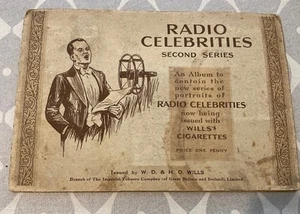 RADIO
CELEBRITIES
SECOND SERIES
An Album to
contain the
new series of
portraits of
RADIO CELEBRITIES
now being
issued with
WILLS'S
CIGARETTES
PRICE ONE PENNY
Issued by W. D. & H. O. WILLS
Branch of The Imperial Tobacco Company (of Great Britain and Ireland), Limited